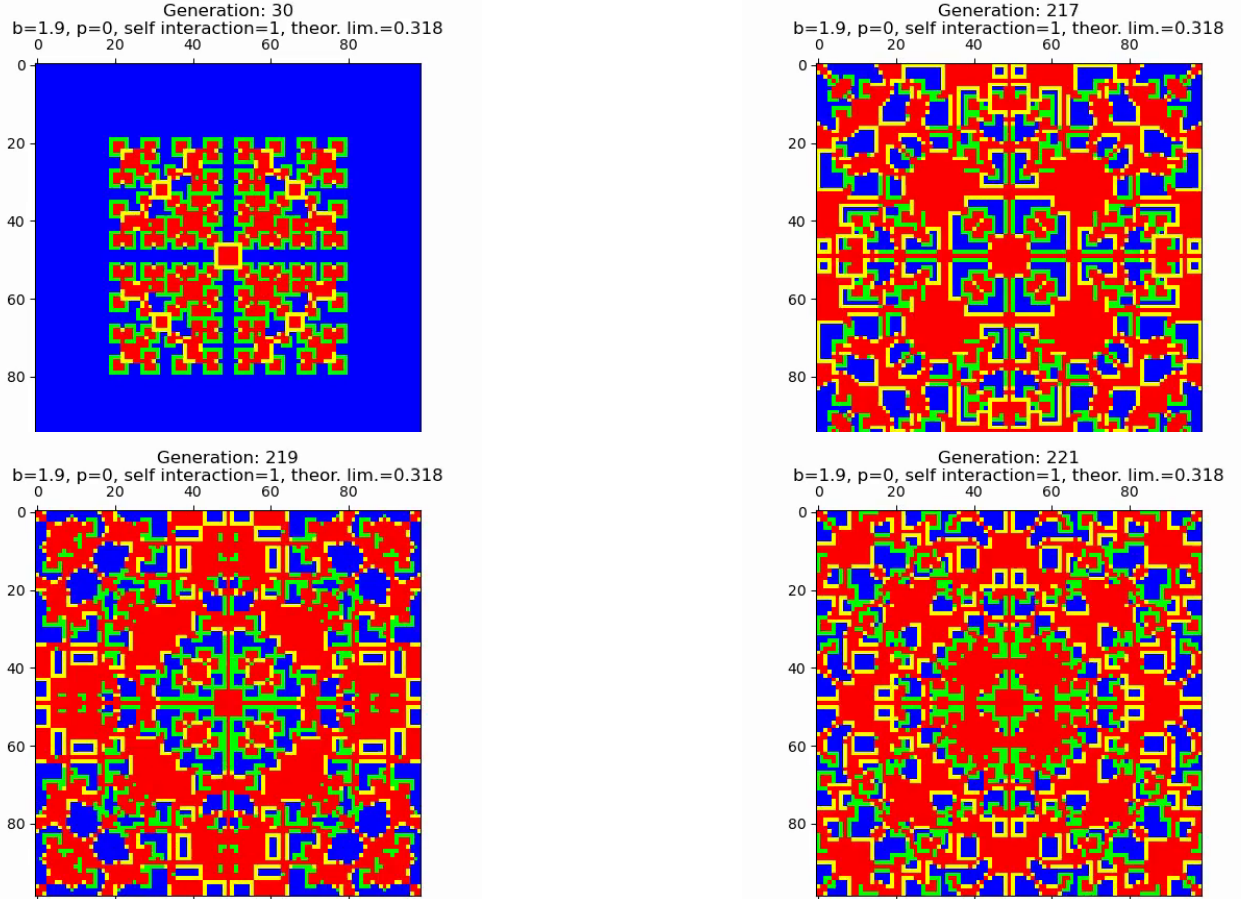 Generation: 30
b=1.9, p=0, self interaction=1, theor. lim.=0.318
0 20 40 60 80
0
20
40
60
80
Generation: 217
b=1.9, p=0, self interaction=1, theor. lim.=0.318
0 20 40 60 80
0
20
40
60
80
Generation: 219
b=1.9, p=0, self interaction=1, theor. lim.=0.318
0 20 40 60 80
0
20
40
60
80
Generation: 221
b=1.9, p=0, self interaction=1, theor. lim.=0.318
0 20 40 60 80
0
20
40
60
80